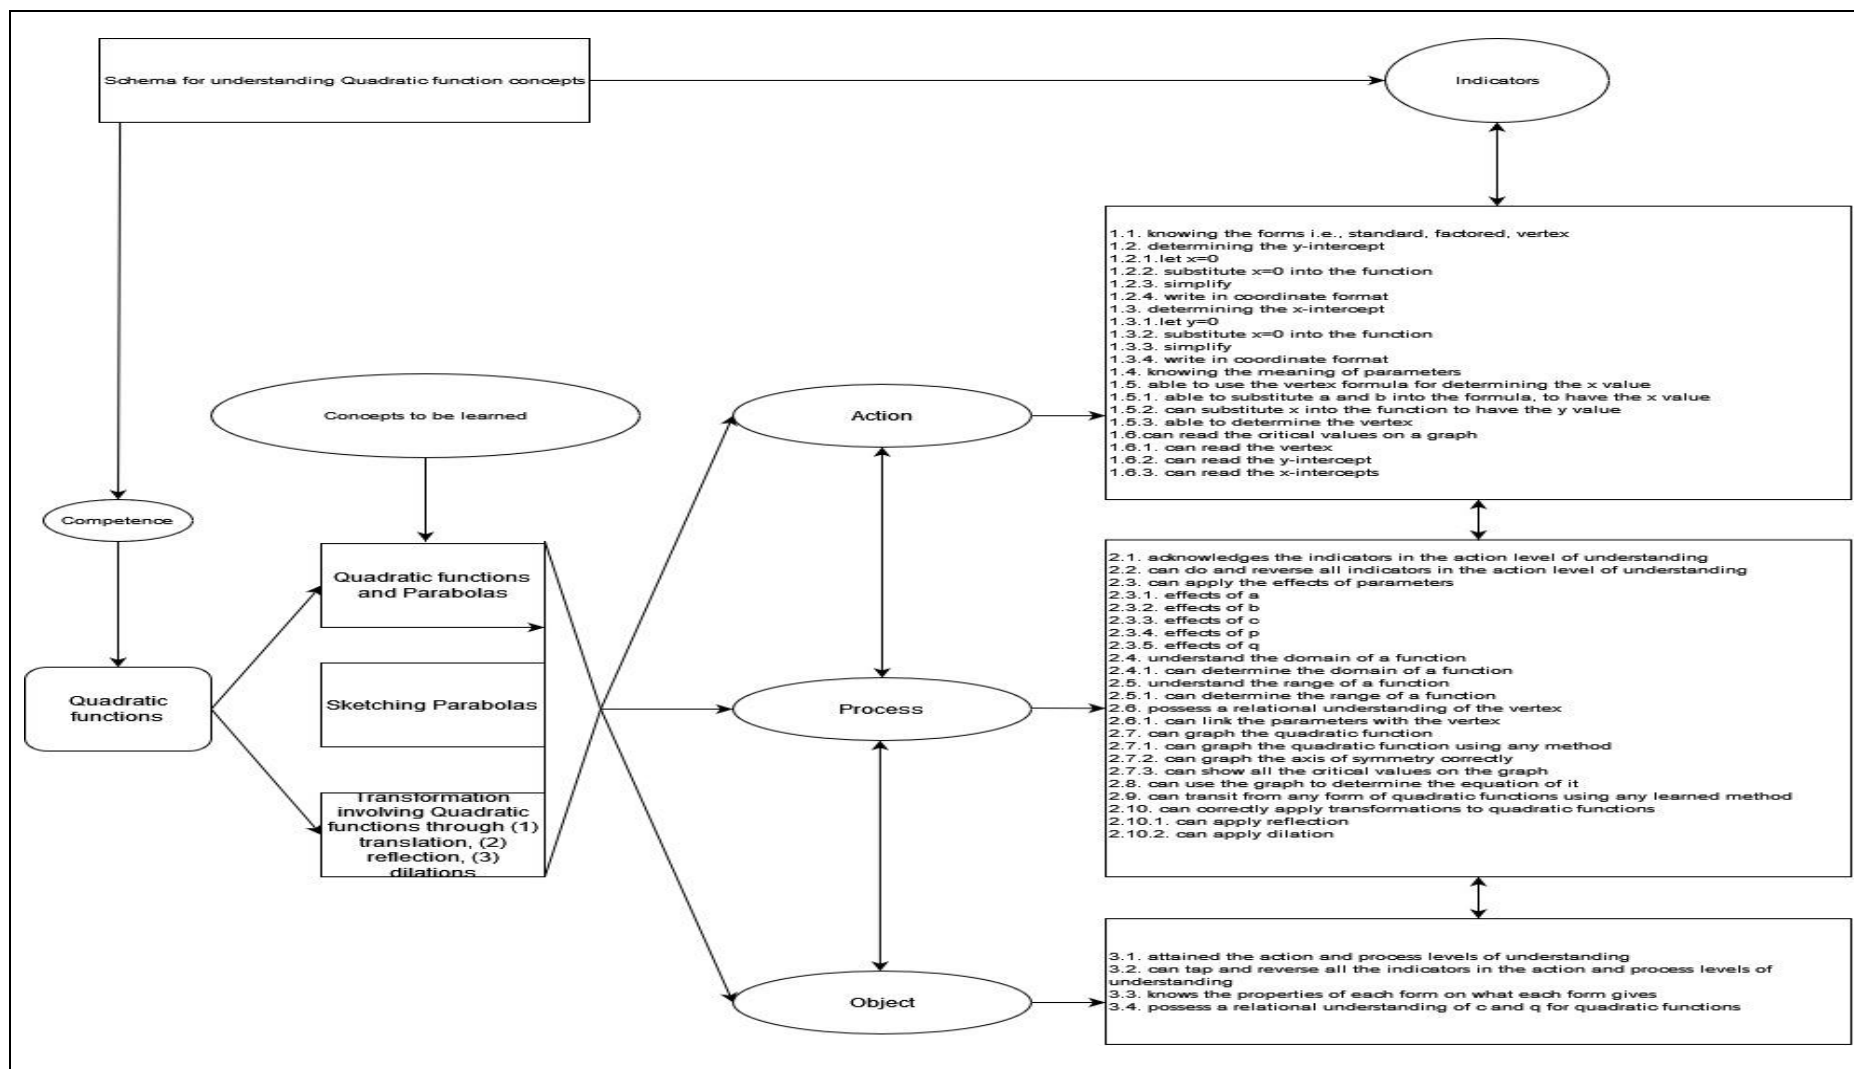 Schema for understanding Quadratic function concepts
Indicators
Concepts to be learned
Competence
Quadratic functions
and Parabolas
Quadratic
functions
Sketching Parabolas
Transformation
involving Quadratic
functions through (1)
translation, (2)
reflection, (3)
dilations
Action
Process
Object
1.1. knowing the forms i.e., standard, factored, vertex
1.2. determining the y-intercept
1.2.1.let x=0
1.2.2. substitute x=0 into the function
1.2.3. simplify
1.2.4. write in coordinate format
1.3. determining the x-intercept
1.3.1.let y=0
1.3.2. substitute x=0 into the function
1.3.3. simplify
1.3.4. write in coordinate format
1.4. knowing the meaning of parameters
1.5. able to use the vertex formula for determining the x value
1.5.1. able to substitute a and b into the formula, to have the x value
1.5.2. can substitute x into the function to have the y value
1.5.3. able to determine the vertex
1.6.can read the critical values on a graph
1.6.1. can read the vertex
1.6.2. can read the y-intercept
1.6.3. can read the x-intercepts
2.1. acknowledges the indicators in the action level of understanding
2.2. can do and reverse all indicators in the action level of understanding
2.3. can apply the effects of parameters
2.3.1. effects of a
2.3.2. effects of b
2.3.3. effects of c
2.3.4. effects of p
2.3.5. effects of q
2.4. understand the domain of a function
2.4.1. can determine the domain of a function
2.5. understand the range of a function
2.5.1. can determine the range of a function
2.6. possess a relational understanding of the vertex
2.6.1. can link the parameters with the vertex
2.7. can graph the quadratic function
2.7.1. can graph the quadratic function using any method
2.7.2. can graph the axis of symmetry correctly
2.7.3. can show all the critical values on the graph
2.8. can use the graph to determine the equation of it
2.9. can transit from any form of quadratic functions using any learned method
2.10. can correctly apply transformations to quadratic functions
2.10.1. can apply reflection
2.10.2. can apply dilation
3.1. attained the action and process levels of understanding
3.2. can tap and reverse all the indicators in the action and process levels of
understanding
3.3. knows the properties of each form on what each form gives
3.4. possess a relational understanding of c and q for quadratic functions